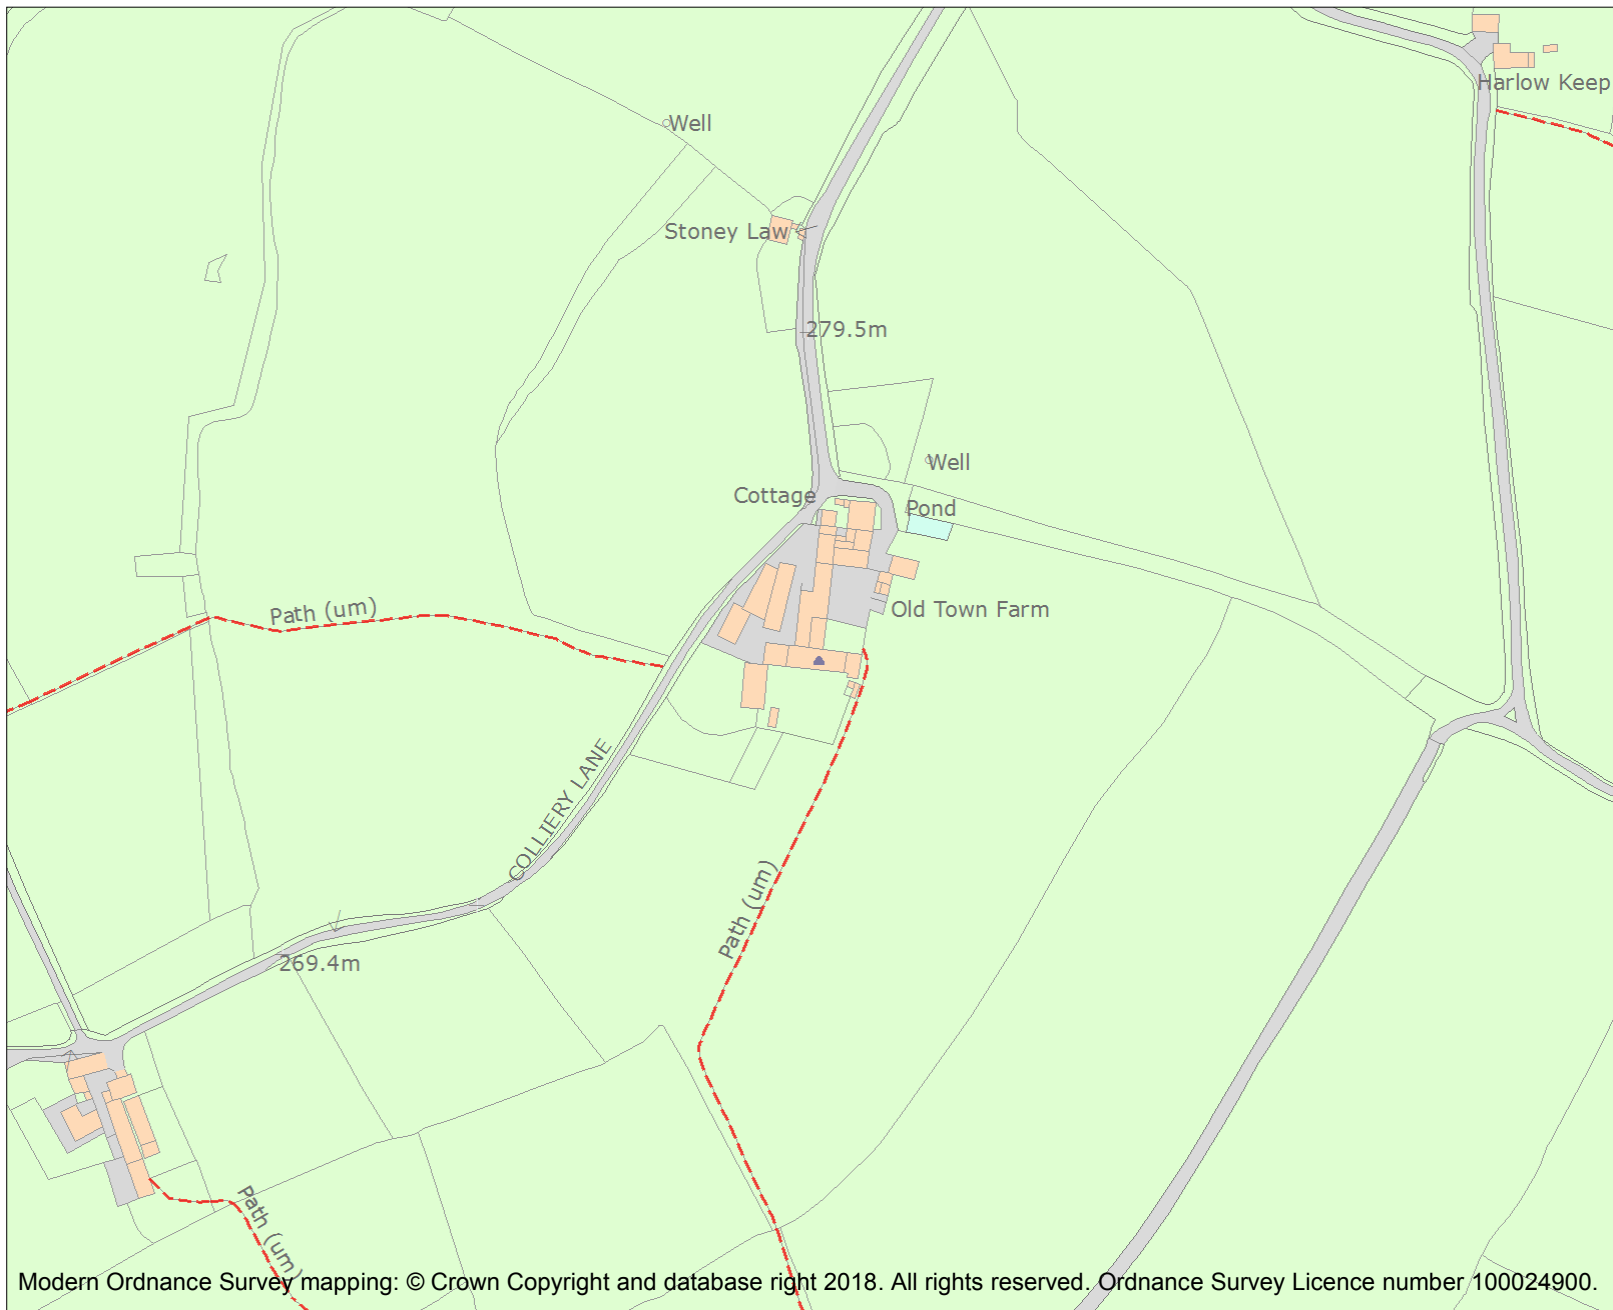 Harlow Keep
Well
Stoney Law
279.5m
Well
Cottage
Pond
Path (um)
Old Town Farm
COLLIERY LANE
Path (um)
269.4m
Path (um)
Modern Ordnance Survey mapping: © Crown Copyright and database right 2018. All rights reserved. Ordnance Survey Licence number 100024900.